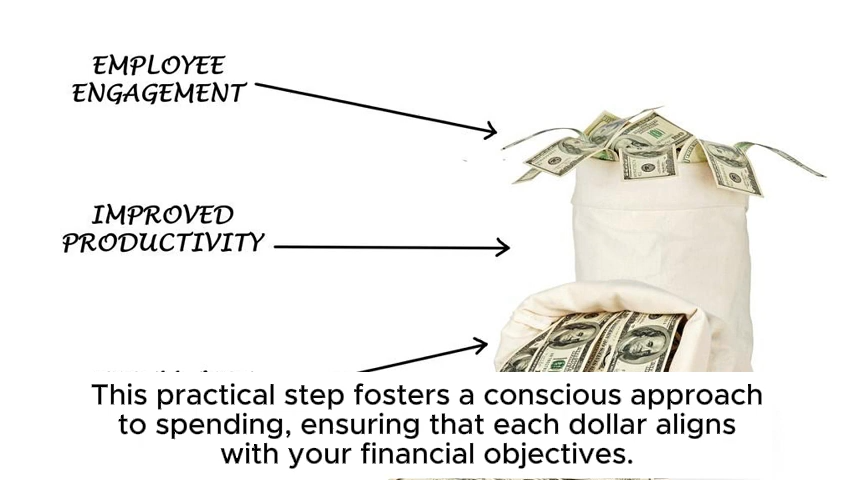 EMPLOYEE
ENGAGEMENT
IMPROVED
PRODUCTIVITY
This practical step fosters a conscious approach
to spending, ensuring that each dollar aligns
with your financial objectives.